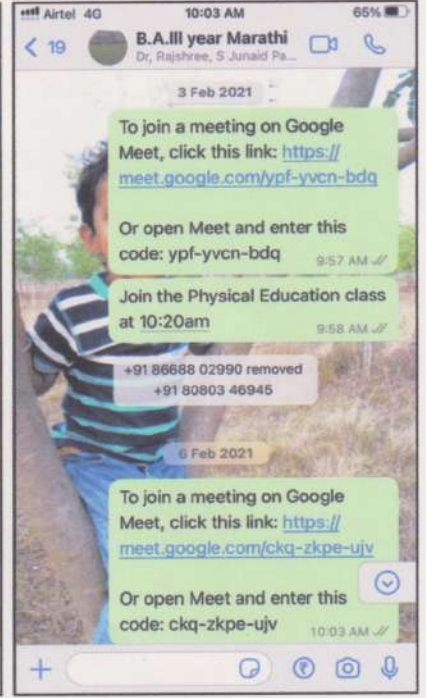 Airtel 4G 10:03 AM 65%
19 B.A.III year Marathi
Dr, Rajshree, S Junaid Pa...
3 Feb 2021
To join a meeting on Google
Meet, click this link: https://
meet.google.com/ypf-yvcn-bdq
Or open Meet and enter this
code: ypf-yvcn-bdq 9:57 AM
Join the Physical Education class
at 10:20am 9:58 AM
+91 86688 02990 removed
+91 80803 46945
6 Feb 2021
To join a meeting on Google
Meet, click this link: https://
meet.google.com/ckq-zkpe-ujv
Or open Meet and enter this
code: ckq-zkpe-ujv 10:03 AM